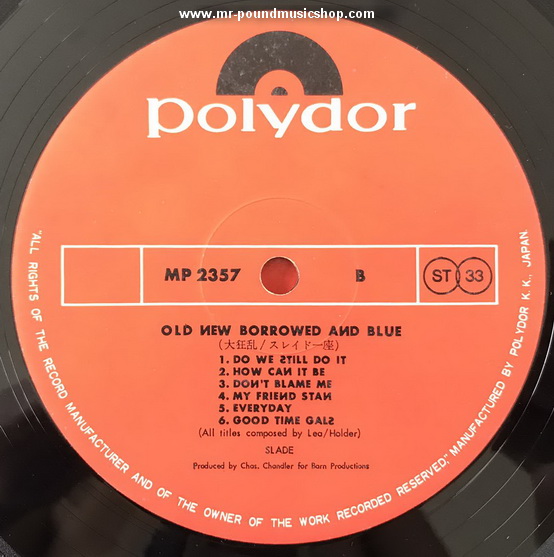 www.mr-poundmusicshop.com
polydor
MP 2357 B ST 33
OLD NEW BORROWED AND BLUE
(大狂乱/スレイド一座)
1. DO WE STILL DO IT
2. HOW CAN IT BE
3. DON'T BLAME ME
4. MY FRIEND STAN
5. EVERYDAY
6. GOOD TIME GALS
(All titles composed by Lea/Holder)
SLADE
Produced by Chas. Chandler for Barn Productions
"ALL RIGHTS OF THE RECORD MANUFACTURER AND OF THE OWNER OF THE WORK RECORDED RESERVED." MANUFACTURED BY POLYDOR K.K., JAPAN.